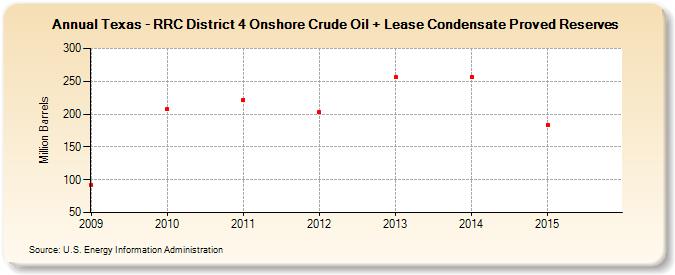 Annual Texas - RRC District 4 Onshore Crude Oil + Lease Condensate Proved Reserves
Million Barrels
300
250
200
150
100
50
2009 2010 2011 2012 2013 2014 2015
Source: U.S. Energy Information Administration